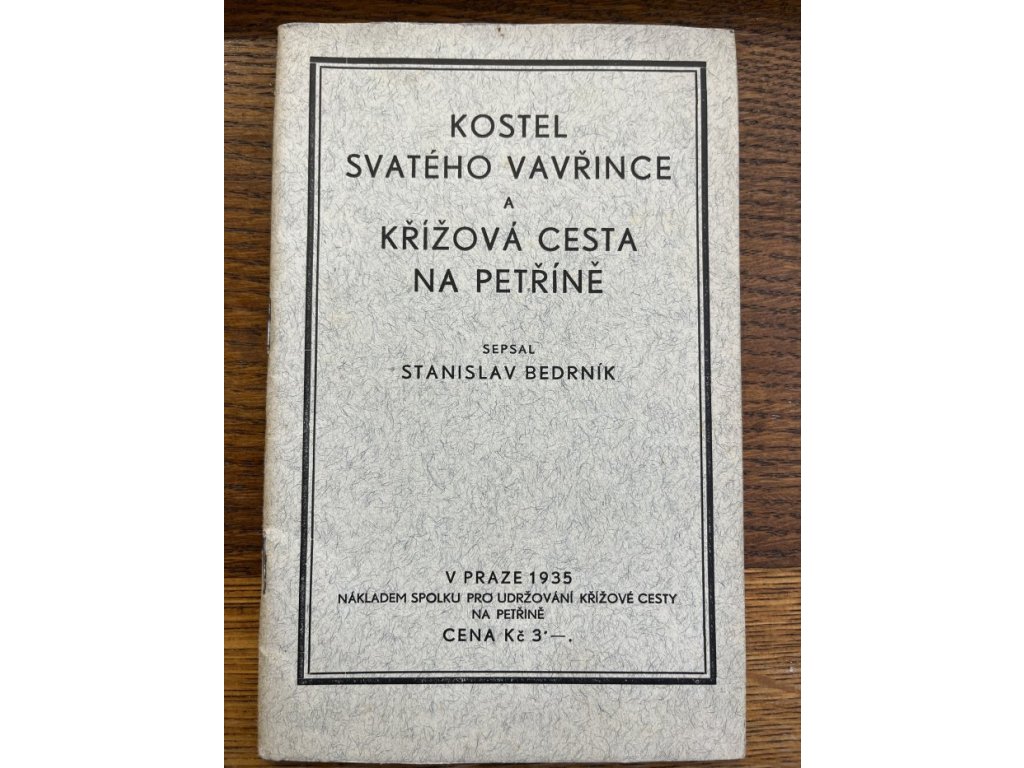 KOSTEL
SVATÉHO VAVŘINCE
A
KŘÍŽOVÁ CESTA
NA PETŘÍNĚ
SEPSAL
STANISLAV BEDRNÍK
V PRAZE 1935
NÁKLADEM SPOLKU PRO UDRŽOVÁNÍ KŘÍŽOVÉ CESTY
NA PETŘÍNĚ
CENA Kč 3·—.